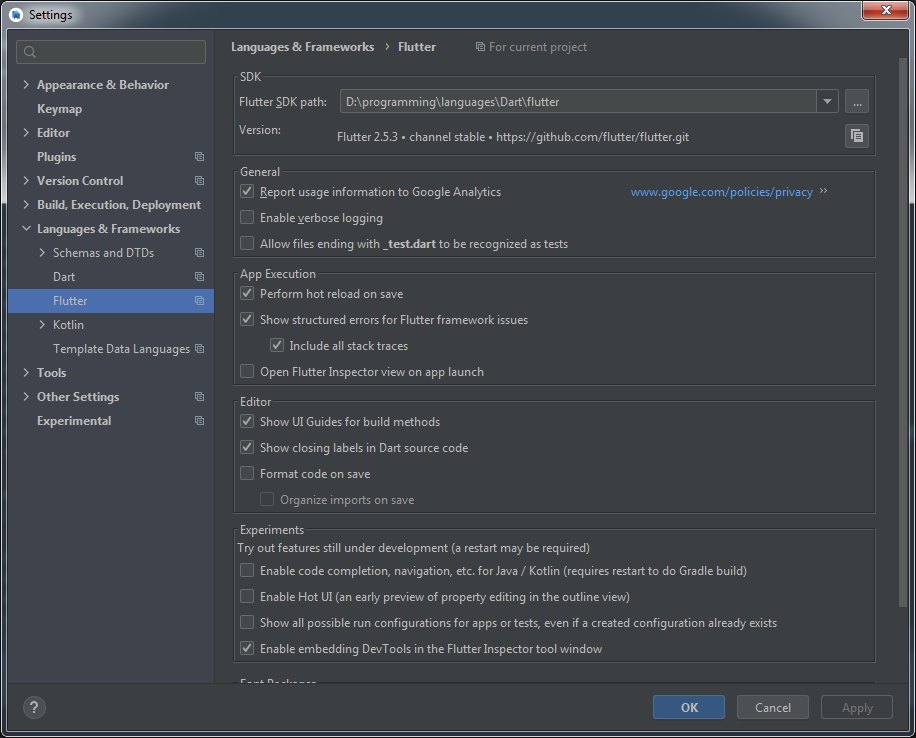 Settings
Appearance & Behavior
Keymap
Editor
Plugins
Version Control
Build, Execution, Deployment
Languages & Frameworks
Schemas and DTDs
Dart
Flutter
Kotlin
Template Data Languages
Tools
Other Settings
Experimental
Languages & Frameworks › Flutter For current project
SDK
Flutter SDK path: D:\programming\languages\Dart\flutter ...
Version: Flutter 2.5.3 • channel stable • https://github.com/flutter/flutter.git
General
Report usage information to Google Analytics www.google.com/policies/privacy »
Enable verbose logging
Allow files ending with _test.dart to be recognized as tests
App Execution
Perform hot reload on save
Show structured errors for Flutter framework issues
Include all stack traces
Open Flutter Inspector view on app launch
Editor
Show UI Guides for build methods
Show closing labels in Dart source code
Format code on save
Organize imports on save
Experiments
Try out features still under development (a restart may be required)
Enable code completion, navigation, etc. for Java / Kotlin (requires restart to do Gradle build)
Enable Hot UI (an early preview of property editing in the outline view)
Show all possible run configurations for apps or tests, even if a created configuration already exists
Enable embedding DevTools in the Flutter Inspector tool window
Font Packages
? OK Cancel Apply